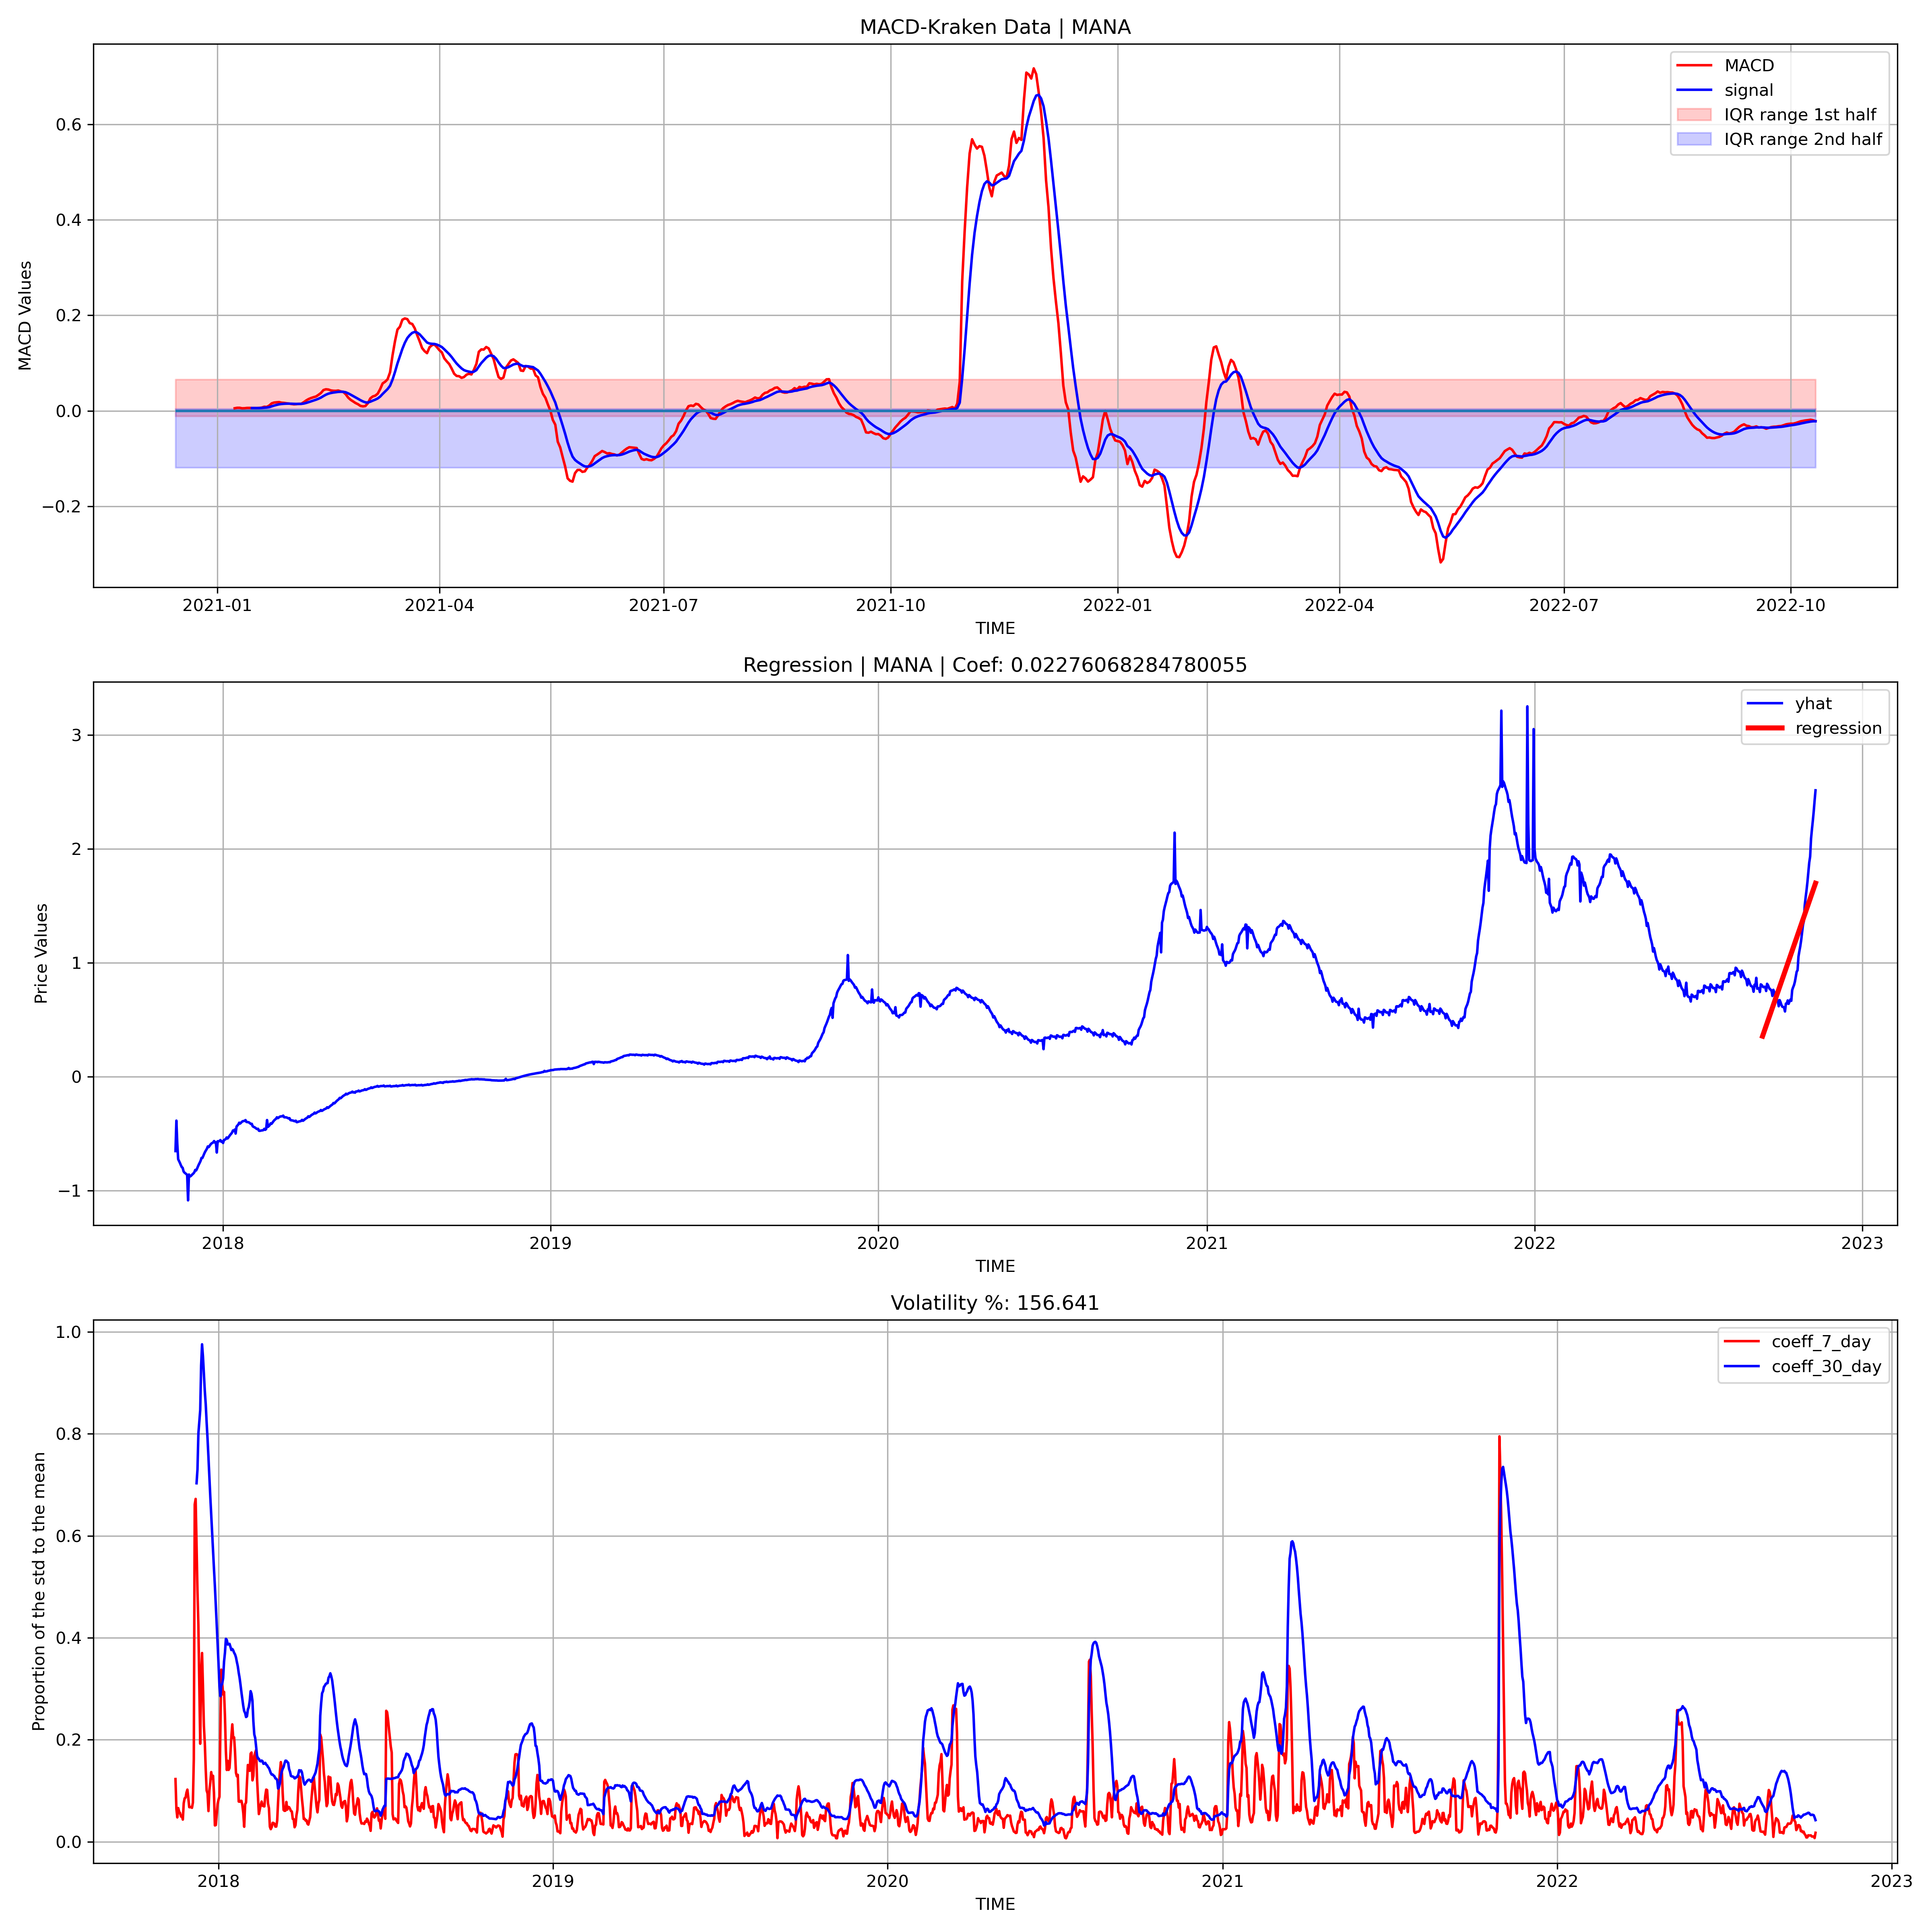 MACD-Kraken Data | MANA
MACD Values
0.6
0.4
0.2
0.0
−0.2
MACD
signal
IQR range 1st half
IQR range 2nd half
2021-01
2021-04
2021-07
2021-10
2022-01
2022-04
2022-07
2022-10
TIME
Regression | MANA | Coef: 0.02276068284780055
Price Values
3
2
1
0
−1
yhat
regression
2018
2019
2020
2021
2022
2023
TIME
Volatility %: 156.641
Proportion of the std to the mean
1.0
0.8
0.6
0.4
0.2
0.0
coeff_7_day
coeff_30_day
2018
2019
2020
2021
2022
2023
TIME